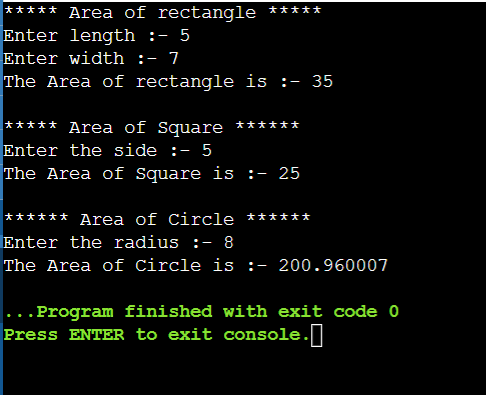 ***** Area of rectangle *****
Enter length :- 5
Enter width :- 7
The Area of rectangle is :- 35
***** Area of Square ******
Enter the side :- 5
The Area of Square is :- 25
****** Area of Circle ******
Enter the radius :- 8
The Area of Circle is :- 200.960007
...Program finished with exit code 0
Press ENTER to exit console.